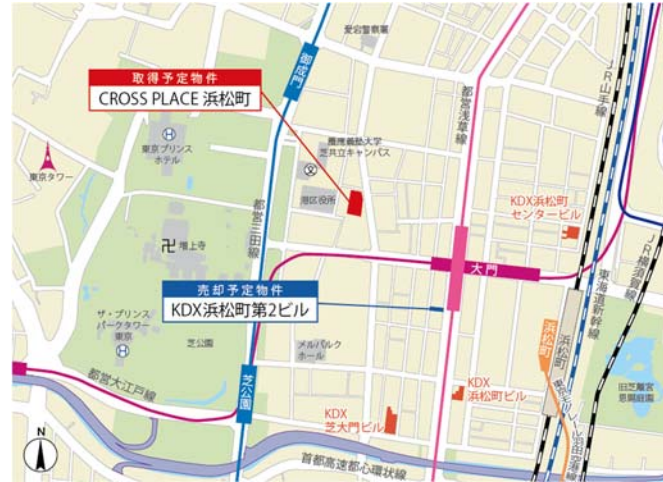 愛宕警察署
御成門
取得予定物件
CROSS PLACE 浜松町
JR山手線
都営浅草線
東京プリンス
ホテル
慶應義塾大学
芝共立キャンパス
東京タワー
港区役所
KDX浜松町
センタービル
都営三田線
卍 増上寺
大門
JR横須賀線
東海道新幹線
売却予定物件
KDX浜松町第2ビル
ザ・プリンス
パークタワー
東京
芝公園
メルパルク
ホール
浜松町
浜松町
東京モノレール羽田空港線
旧芝離宮
恩賜庭園
都営大江戸線
芝公園
KDX
浜松町ビル
KDX
芝大門ビル
首都高速都心環状線
N